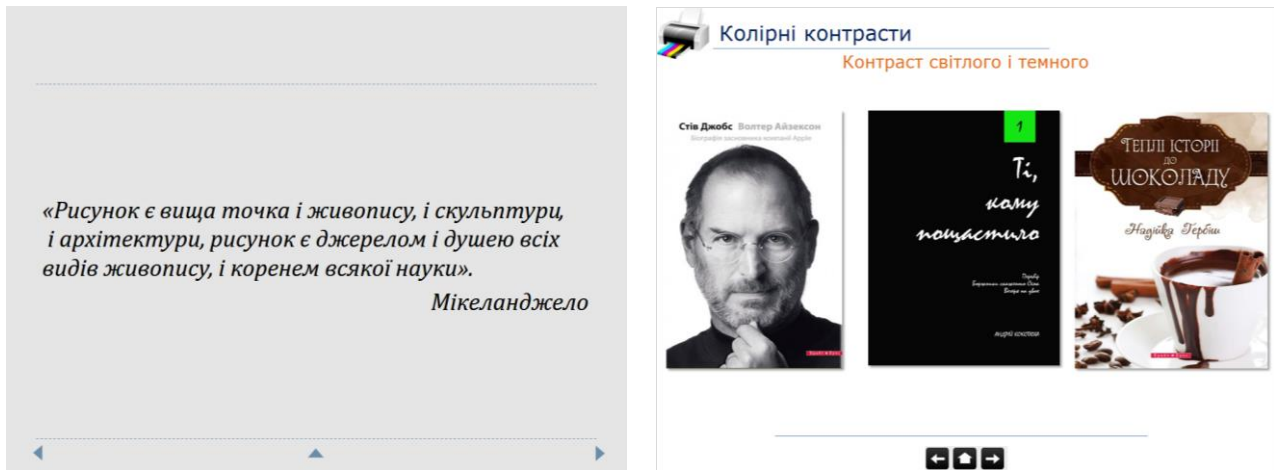 «Рисунок є вища точка і живопису, і скульптури,
і архітектури, рисунок є джерелом і душею всіх
видів живопису, і коренем всякої науки».
Мікеланджело
Колірні контрасти
Контраст світлого і темного
Стів Джобс Волтер Айзексон
Біографія засновника компанії Apple
1
Ті,
кому
пощастило
ТЕПЛІ ІСТОРІЇ
ДО
ШОКОЛАДУ
Надійка Гербіш